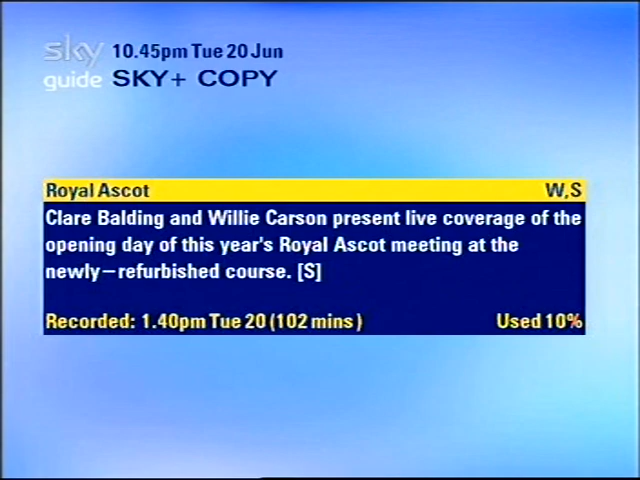 sky 10.45pm Tue 20 Jun
guide SKY+ COPY
Royal Ascot W,S
Clare Balding and Willie Carson present live coverage of the
opening day of this year's Royal Ascot meeting at the
newly-refurbished course. [S]
Recorded: 1.40pm Tue 20 (102 mins) Used 10%